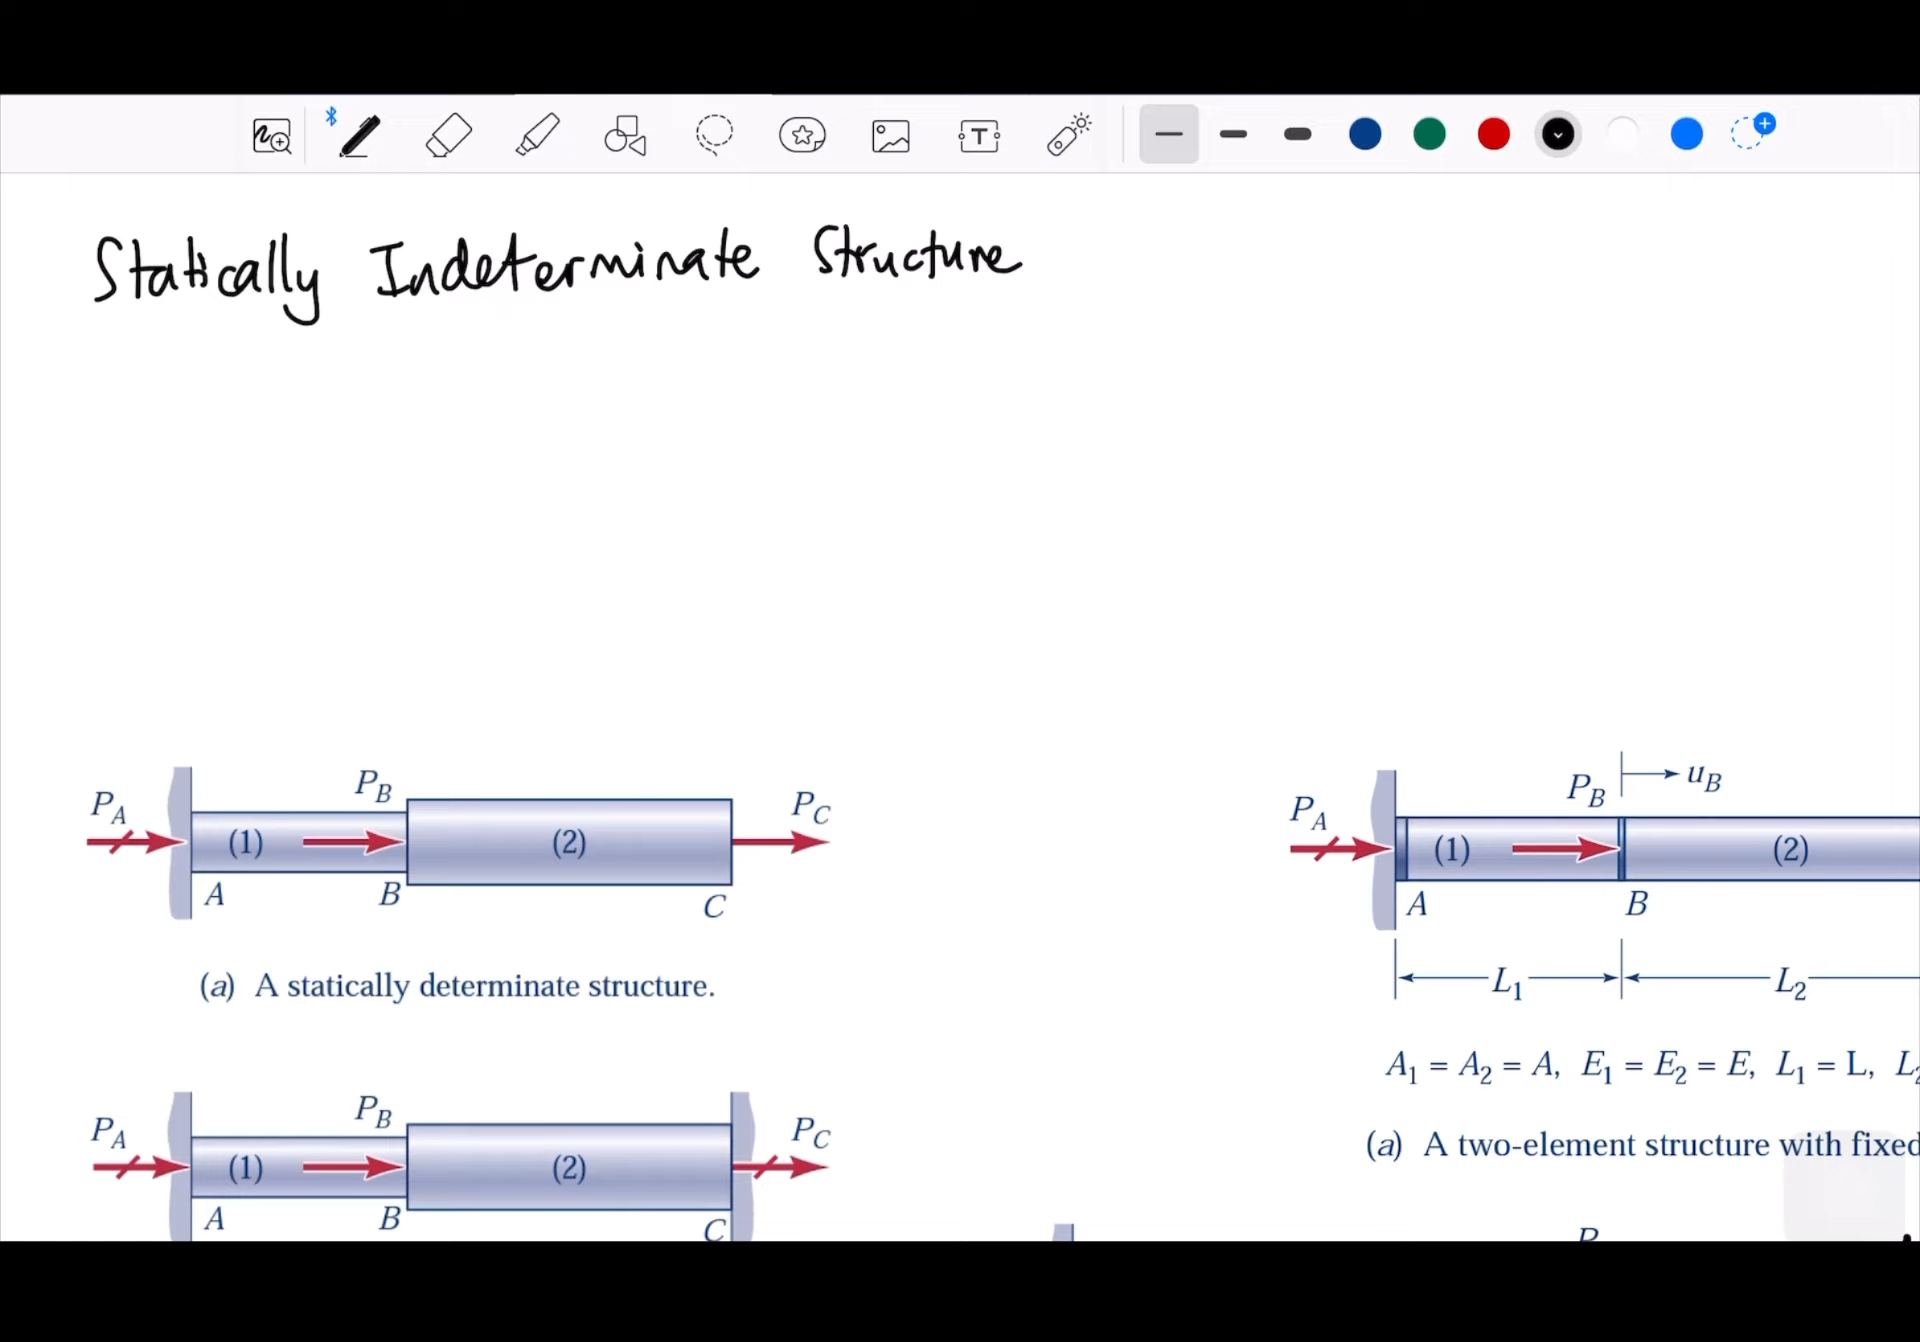 T
Statically Indeterminate Structure
P_A
P_B
P_C
(1)
(2)
A
B
C
(a) A statically determinate structure.
P_A
P_B
P_C
(1)
(2)
A
B
C
P_A
P_B
u_B
(1)
(2)
A
B
L_1
L_2
A_1 = A_2 = A, E_1 = E_2 = E, L_1 = L,
(a) A two-element structure with fixed